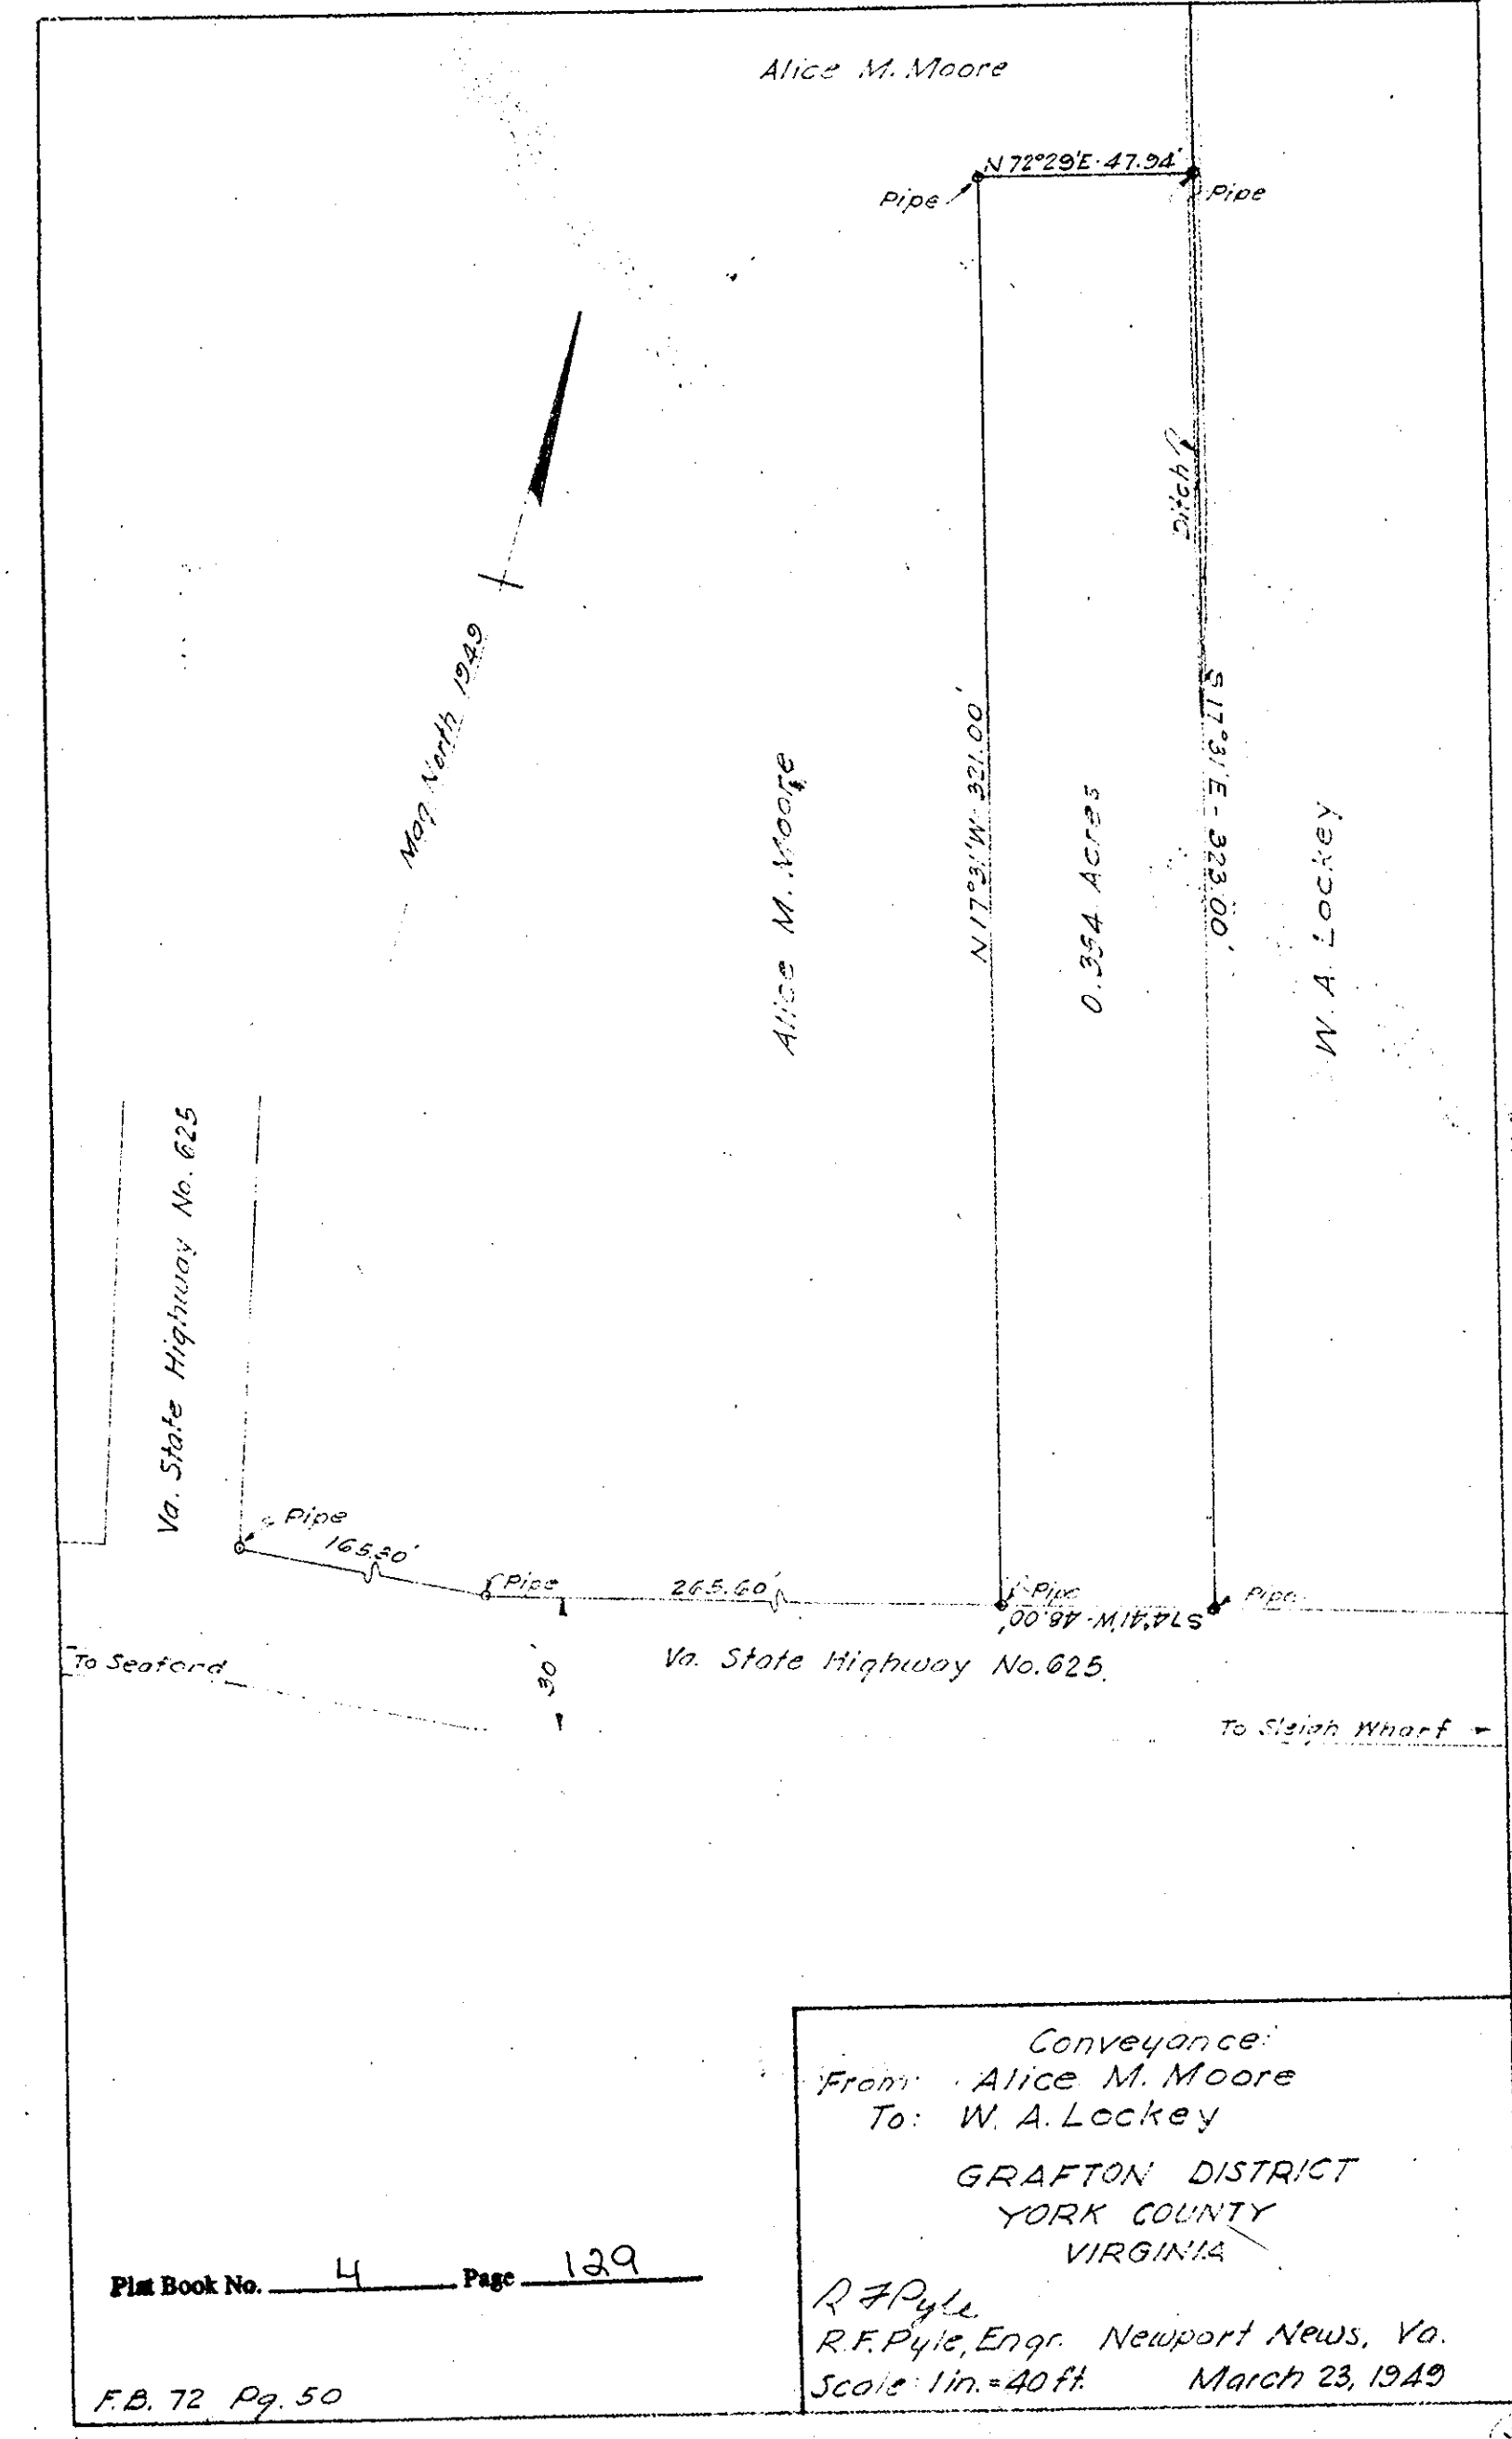 Alice M. Moore
N 72°29'E - 47.94'
Pipe
Pipe
Ditch
Mag. North 1949
Alice M. Moore
N 17°31'W - 321.00'
0.354 Acres
S 17°31'E - 323.00'
W. A. Lockey
Va. State Highway No. 625
Pipe
165.30'
Pipe
265.60'
Pipe
S 74°41'W - 48.00'
Pipe
To Seaford
30'
Va. State Highway No. 625
To Sleigh Wharf
Conveyance:
From: Alice M. Moore
To: W. A. Lockey
GRAFTON DISTRICT
YORK COUNTY
VIRGINIA
R F Pyle
R.F. Pyle, Engr. Newport News, Va.
Scale: 1 in. = 40 ft. March 23, 1949
Plat Book No. 4 Page 129
F.B. 72 Pg. 50